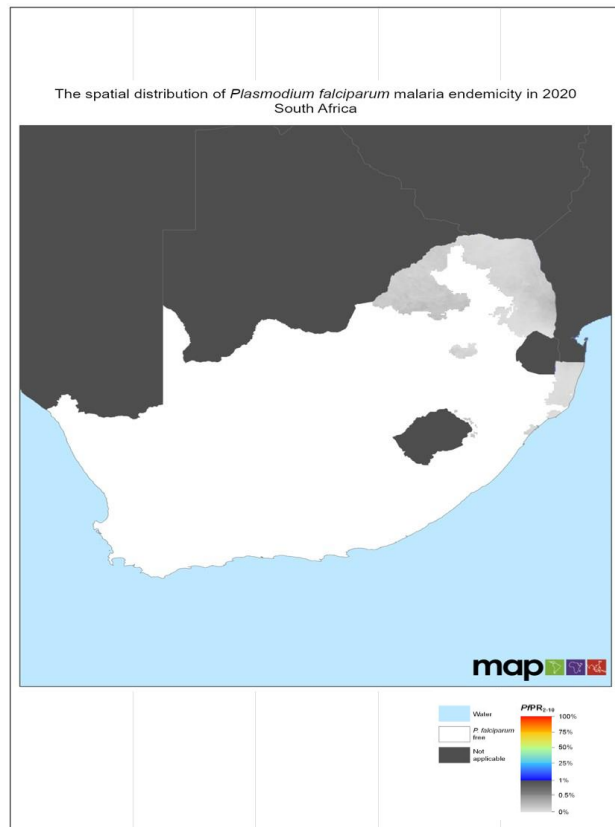 The spatial distribution of Plasmodium falciparum malaria endemicity in 2020
South Africa
map
Water
P. falciparum
free
Not
applicable
PfPR2-10
100%
75%
50%
25%
1%
0.5%
0%